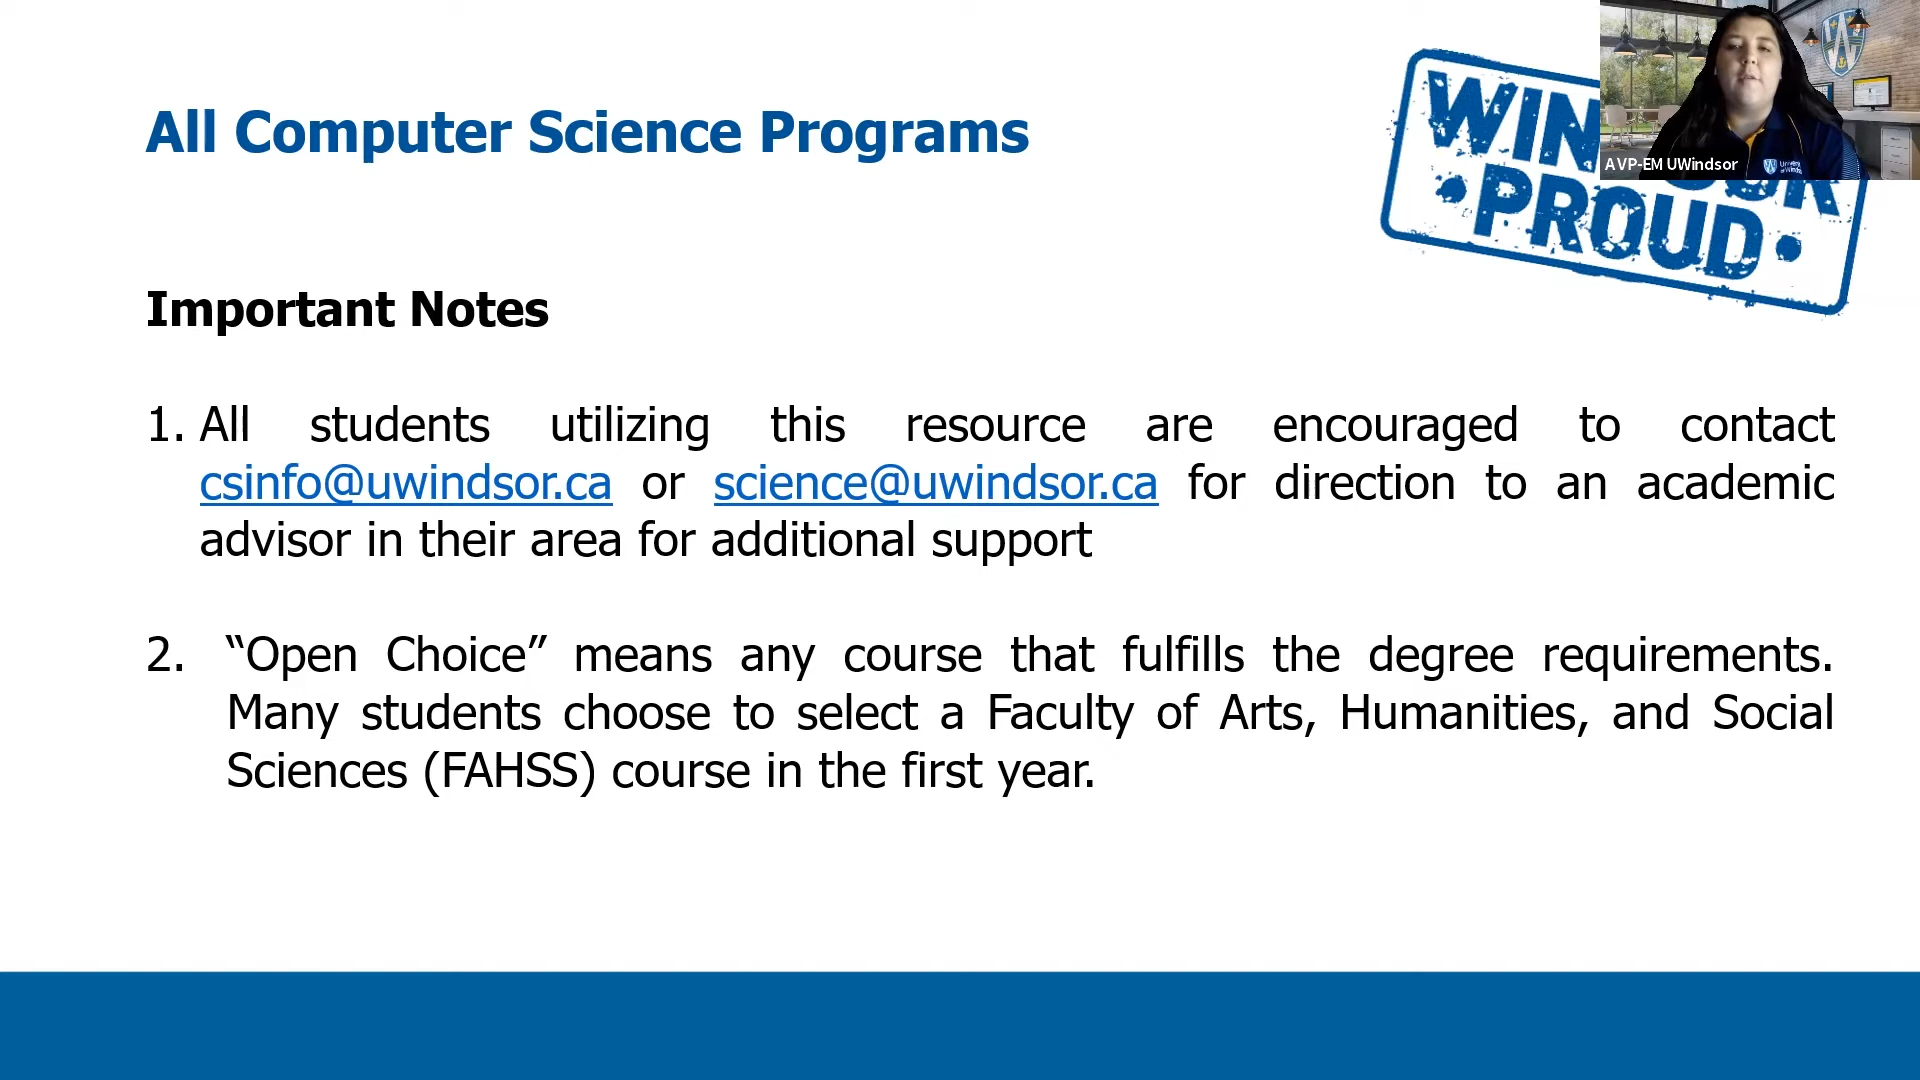 All Computer Science Programs
WIN
PROUD
AVP-EM UWindsor
Important Notes
1. All students utilizing this resource are encouraged to contact
csinfo@uwindsor.ca or science@uwindsor.ca for direction to an academic
advisor in their area for additional support
2. “Open Choice” means any course that fulfills the degree requirements.
Many students choose to select a Faculty of Arts, Humanities, and Social
Sciences (FAHSS) course in the first year.